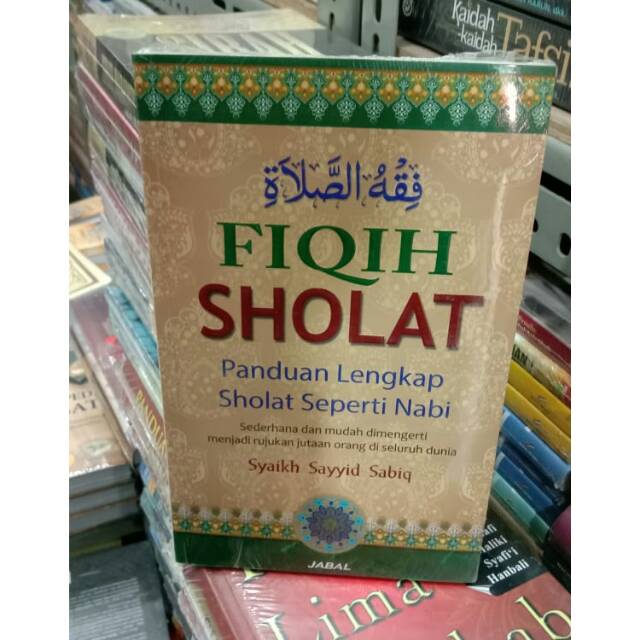 Kaidah
-kaidah
Tafsi
فِقْهُ الصَّلَاةِ
FIQIH
SHOLAT
Panduan Lengkap
Sholat Seperti Nabi
Sederhana dan mudah dimengerti
menjadi rujukan jutaan orang di seluruh dunia
Syaikh Sayyid Sabiq
JABAL
Maliki
Syafi'i
Hanbali
Lima